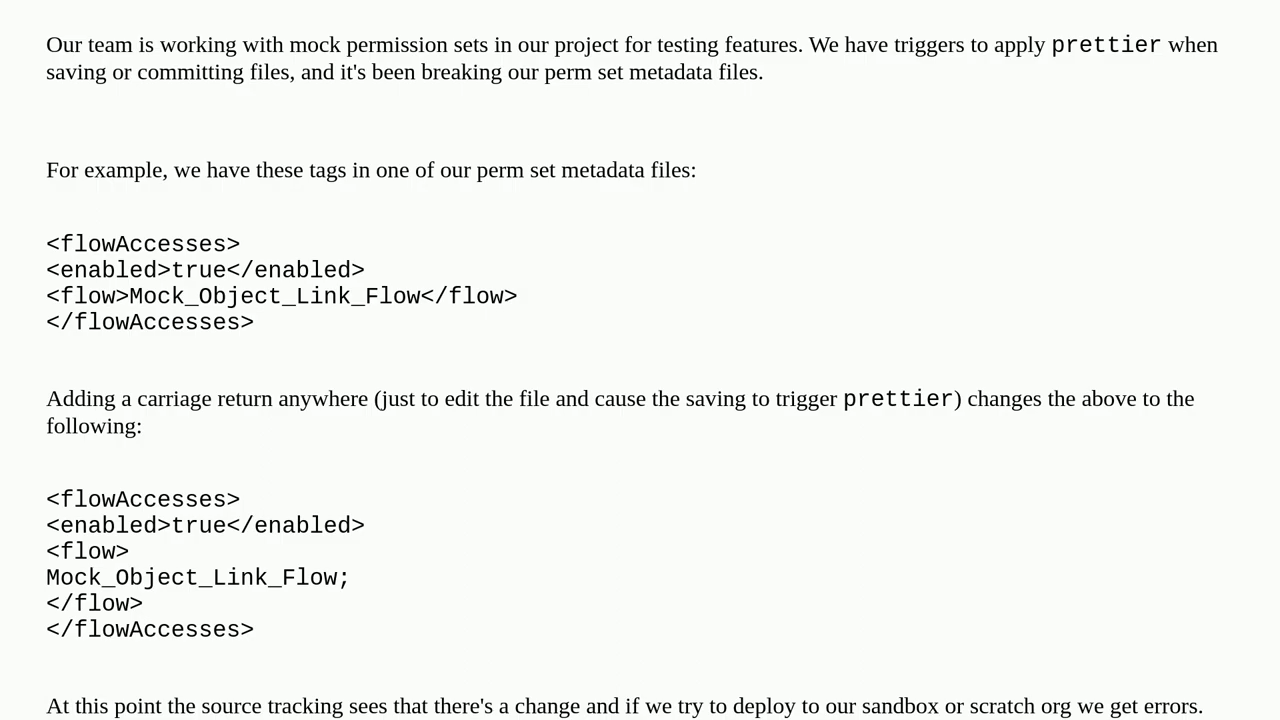 Our team is working with mock permission sets in our project for testing features. We have triggers to apply prettier when
saving or committing files, and it's been breaking our perm set metadata files.
For example, we have these tags in one of our perm set metadata files:
<flowAccesses>
<enabled>true</enabled>
<flow>Mock_Object_Link_Flow</flow>
</flowAccesses>
Adding a carriage return anywhere (just to edit the file and cause the saving to trigger prettier) changes the above to the
following:
<flowAccesses>
<enabled>true</enabled>
<flow>
Mock_Object_Link_Flow;
</flow>
</flowAccesses>
At this point the source tracking sees that there's a change and if we try to deploy to our sandbox or scratch org we get errors.